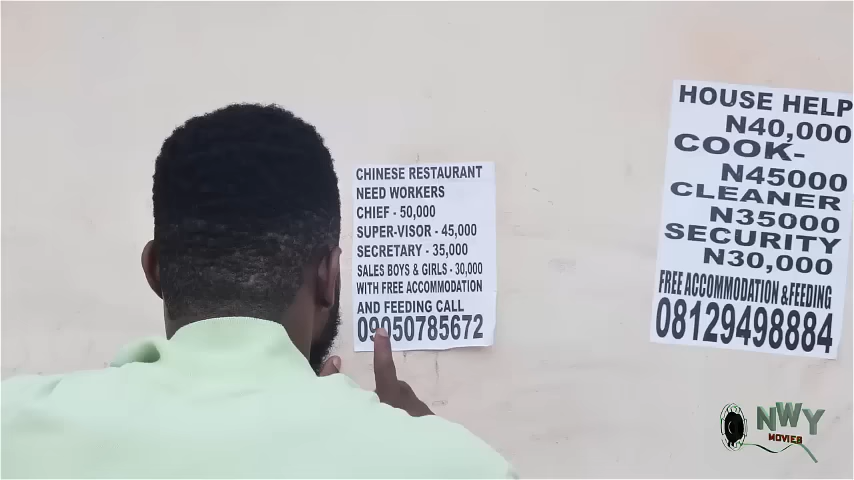 CHINESE RESTAURANT
NEED WORKERS
CHIEF - 50,000
SUPER-VISOR - 45,000
SECRETARY - 35,000
SALES BOYS & GIRLS - 30,000
WITH FREE ACCOMMODATION
AND FEEDING CALL
09050785672
HOUSE HELP
N40,000
COOK-
N45000
CLEANER
N35000
SECURITY
N30,000
FREE ACCOMMODATION &FEEDING
08129498884
NWY
MOVIES